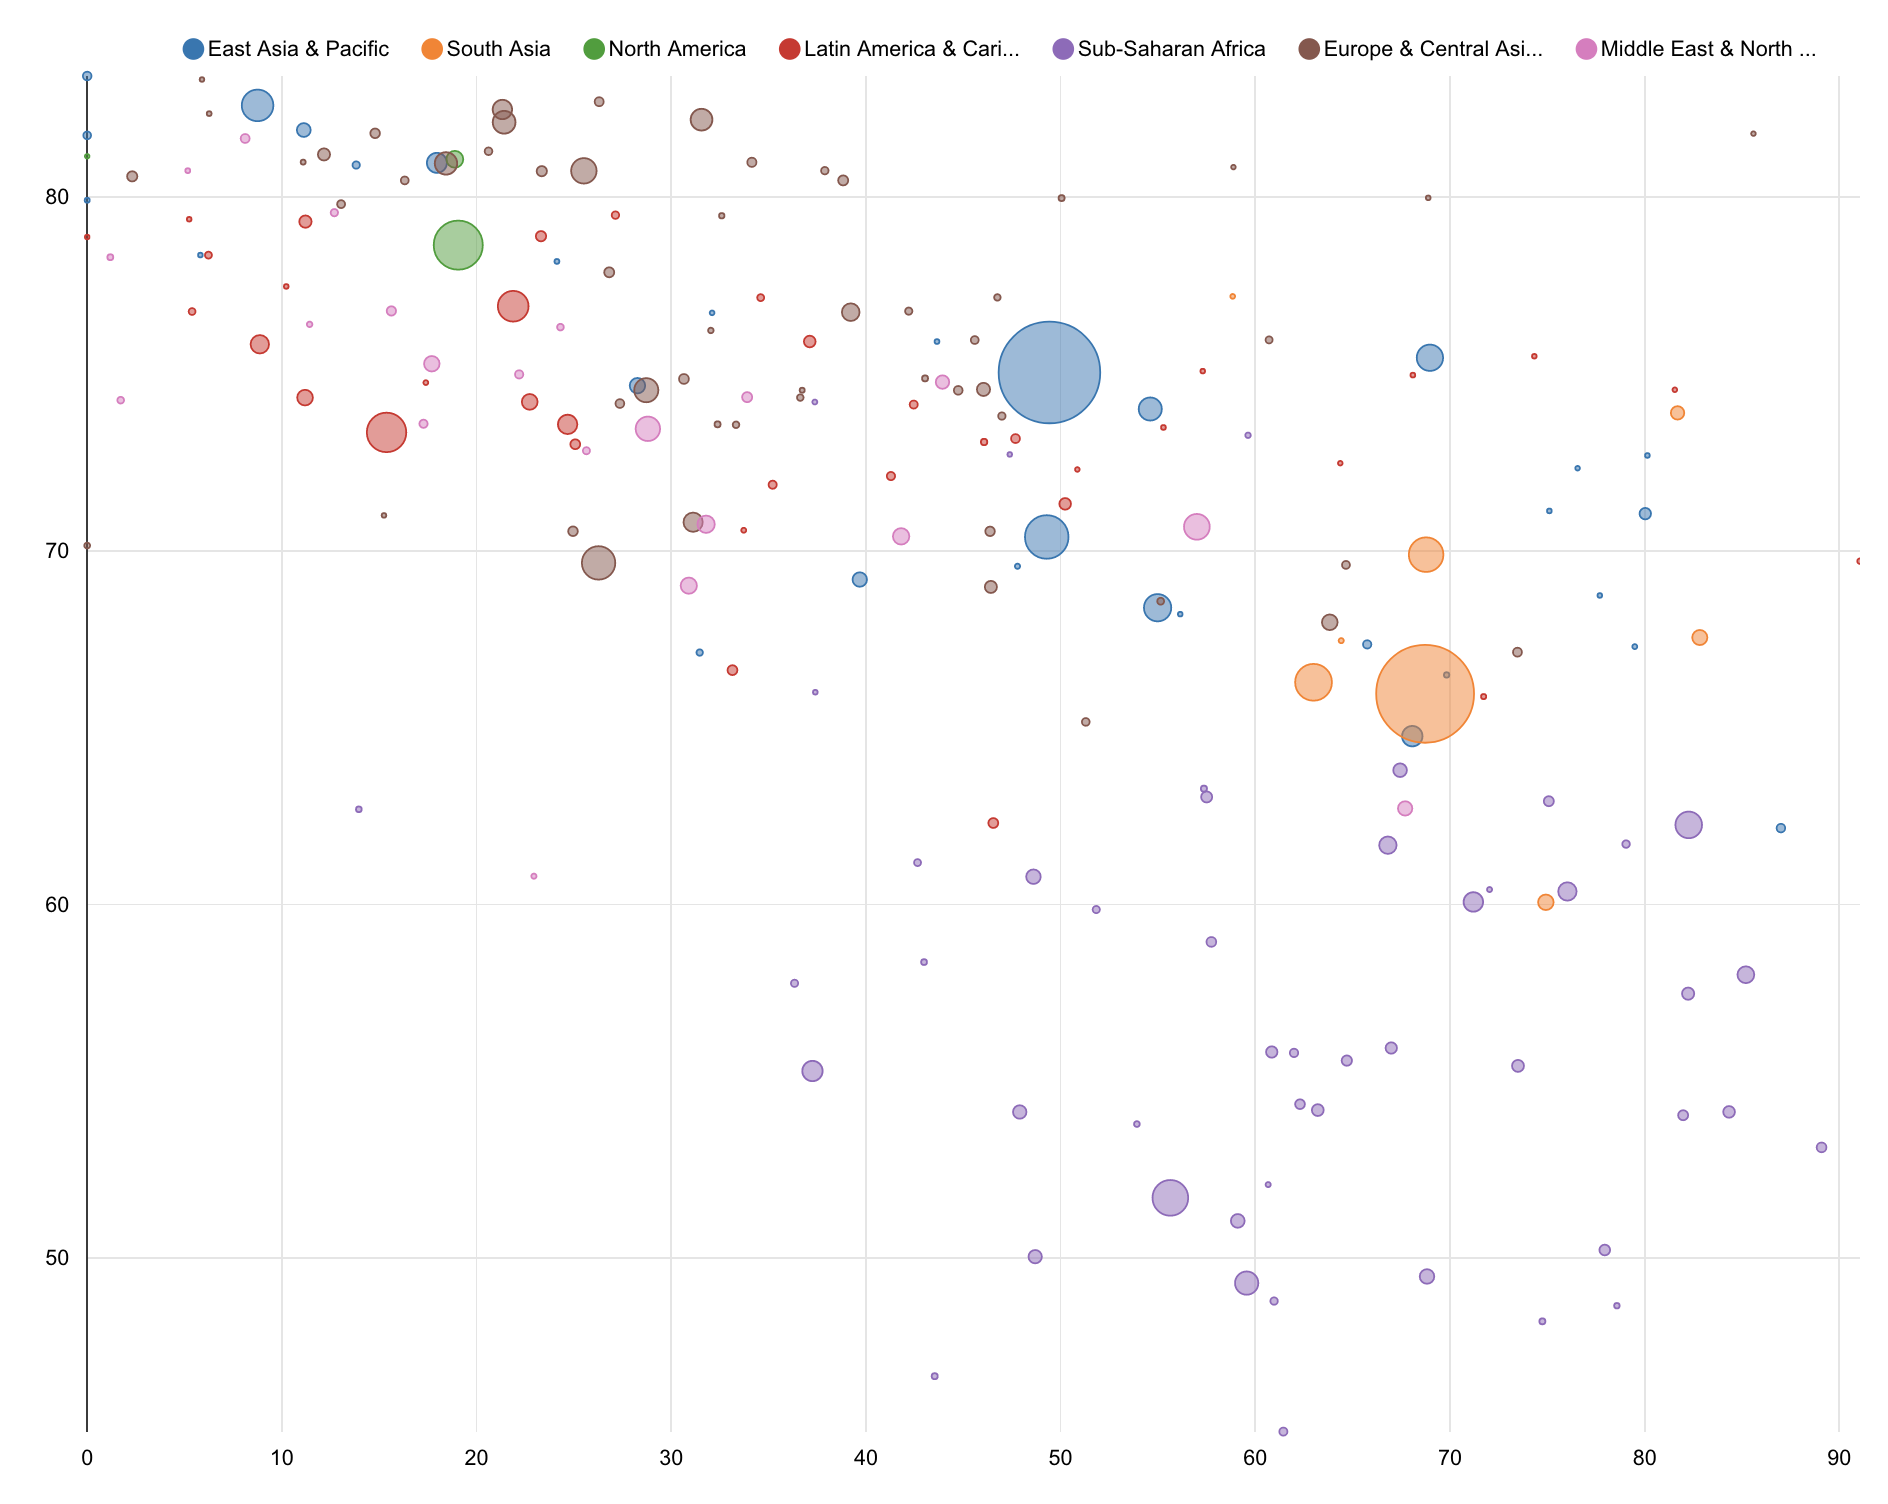 East Asia & Pacific South Asia North America Latin America & Cari... Sub-Saharan Africa Europe & Central Asi... Middle East & North ...
80
70
60
50
0 10 20 30 40 50 60 70 80 90